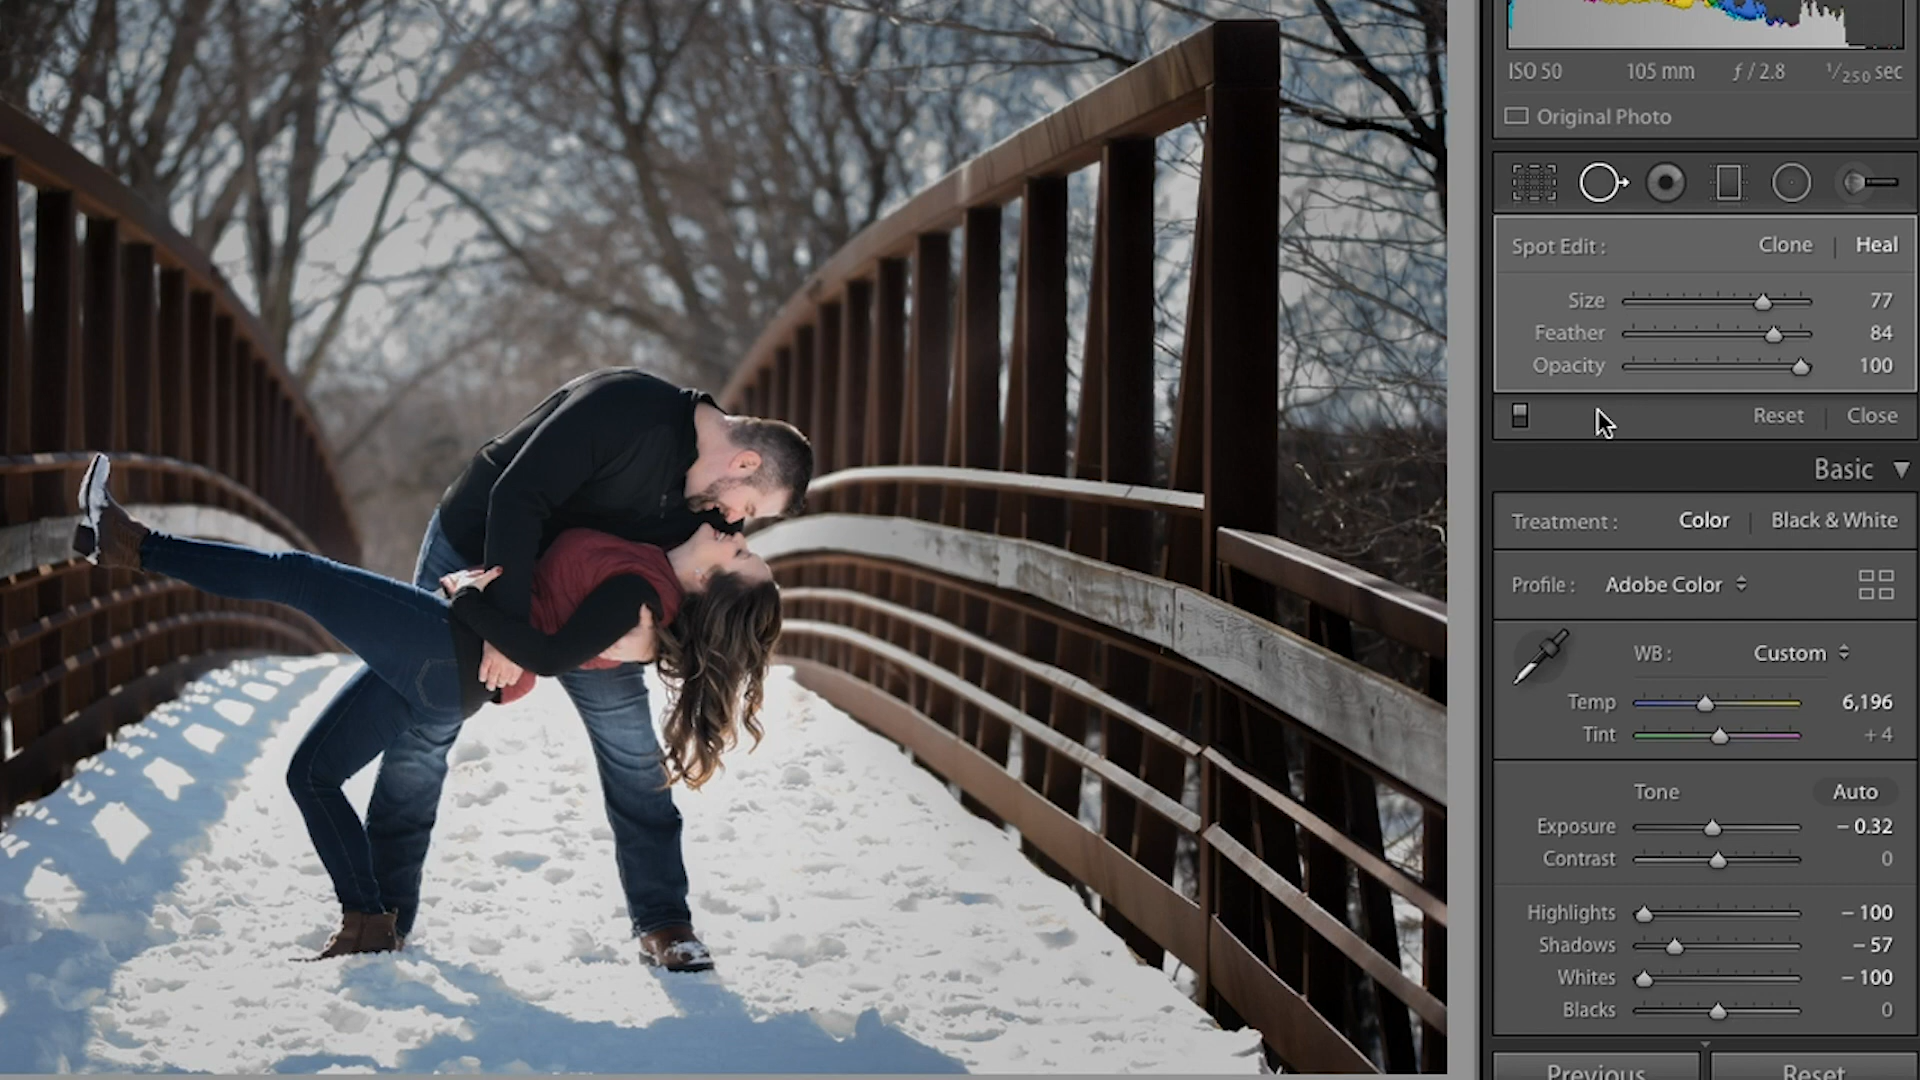 ISO 50 105 mm ƒ / 2.8 1/250 sec
Original Photo
Spot Edit : Clone | Heal
Size 77
Feather 84
Opacity 100
Reset | Close
Basic
Treatment : Color | Black & White
Profile : Adobe Color
WB : Custom
Temp 6,196
Tint + 4
Tone Auto
Exposure − 0.32
Contrast 0
Highlights − 100
Shadows − 57
Whites − 100
Blacks 0
Previous Reset